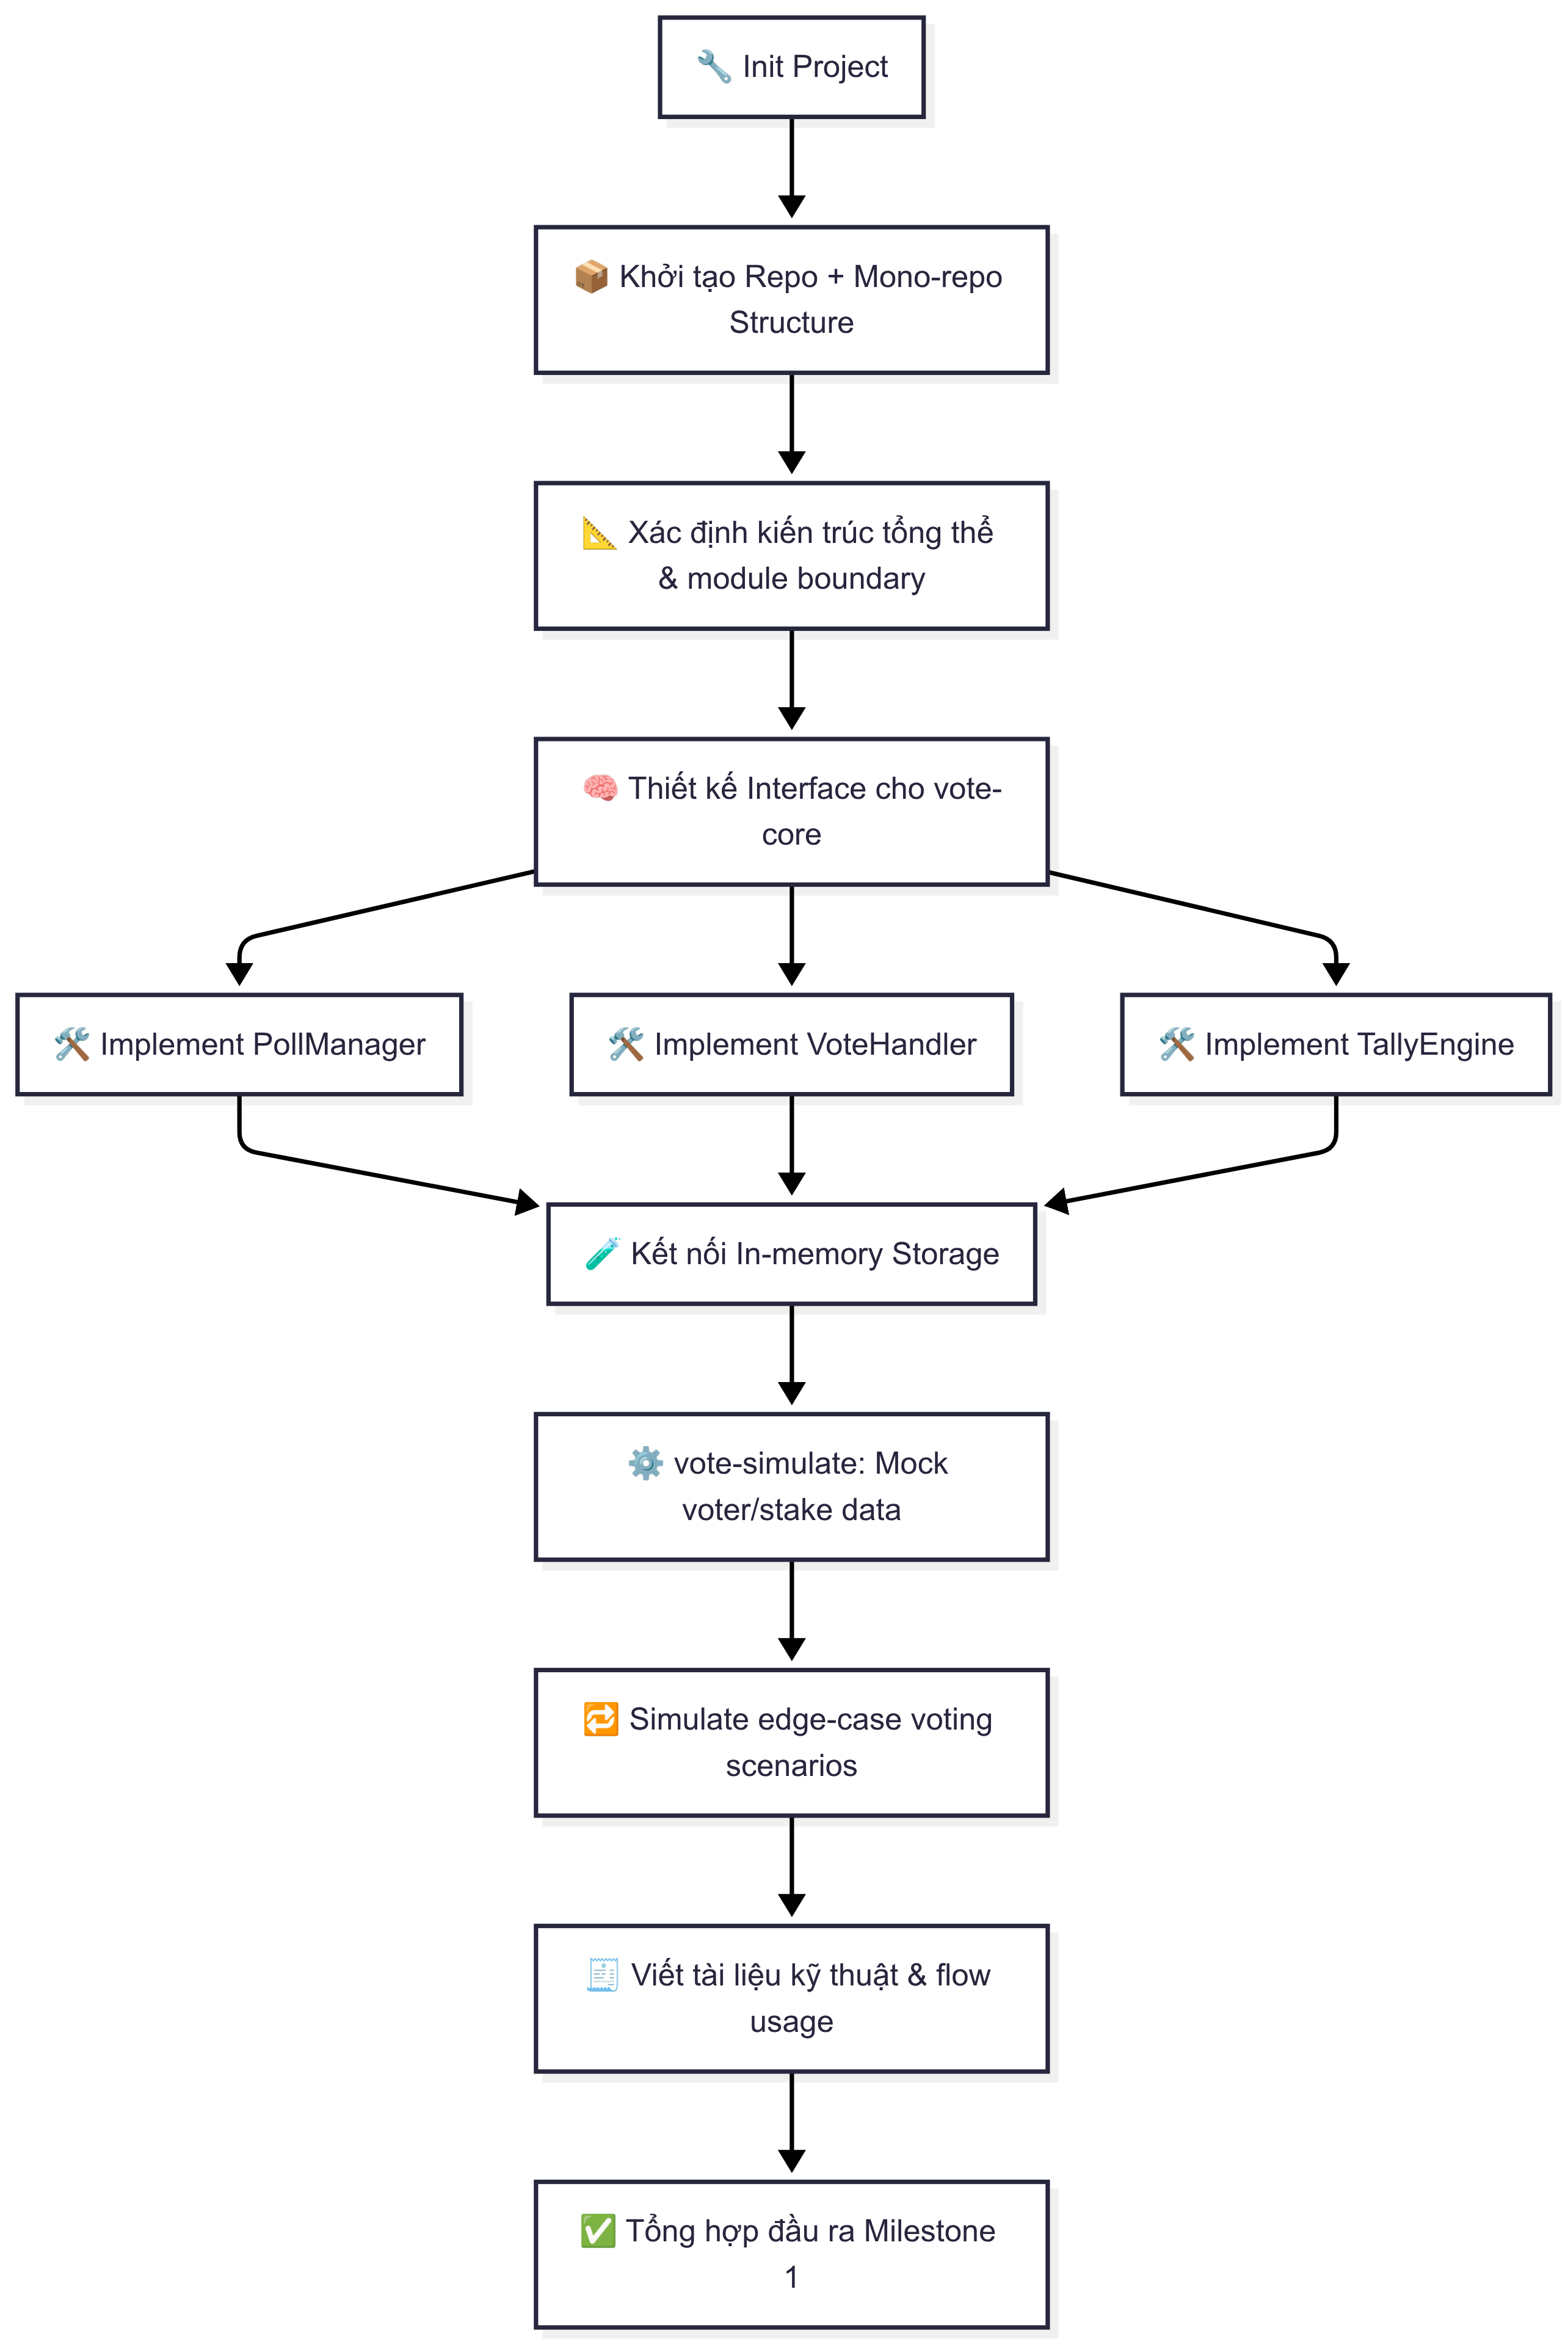 🔧 Init Project
📦 Khởi tạo Repo + Mono-repo
Structure
📐 Xác định kiến trúc tổng thể
& module boundary
🧠 Thiết kế Interface cho vote-
core
🛠️ Implement PollManager
🛠️ Implement VoteHandler
🛠️ Implement TallyEngine
🧪 Kết nối In-memory Storage
⚙️ vote-simulate: Mock
voter/stake data
🔁 Simulate edge-case voting
scenarios
🧾 Viết tài liệu kỹ thuật & flow
usage
✅ Tổng hợp đầu ra Milestone
1